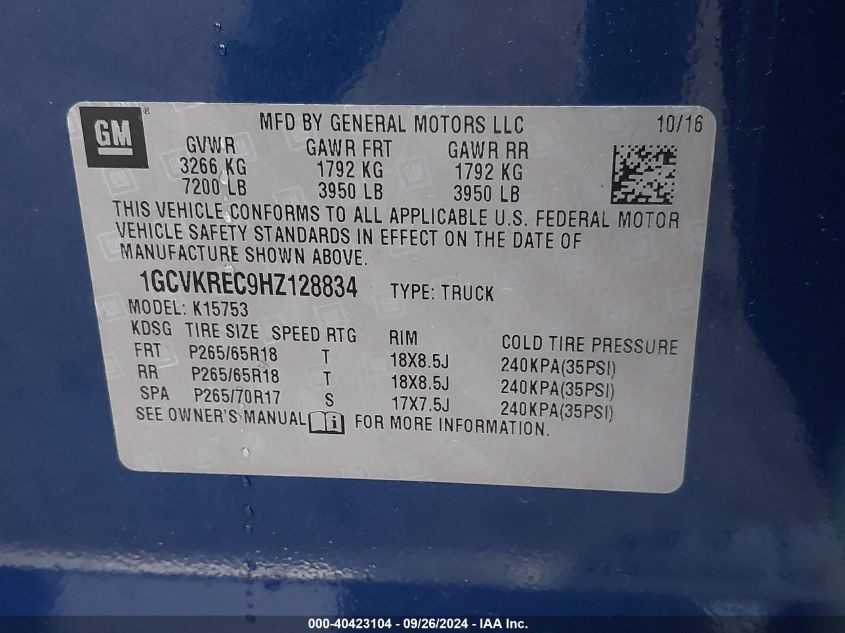 GM ®
MFD BY GENERAL MOTORS LLC 10/16
GVWR GAWR FRT GAWR RR
3266 KG 1792 KG 1792 KG
7200 LB 3950 LB 3950 LB
THIS VEHICLE CONFORMS TO ALL APPLICABLE U.S. FEDERAL MOTOR
VEHICLE SAFETY STANDARDS IN EFFECT ON THE DATE OF
MANUFACTURE SHOWN ABOVE.
1GCVKREC9HZ128834 TYPE: TRUCK
MODEL: K15753
KDSG TIRE SIZE SPEED RTG RIM COLD TIRE PRESSURE
FRT P265/65R18 T 18X8.5J 240KPA(35PSI)
RR P265/65R18 T 18X8.5J 240KPA(35PSI)
SPA P265/70R17 S 17X7.5J 240KPA(35PSI)
SEE OWNER'S MANUAL FOR MORE INFORMATION.
000-40423104 - 09/26/2024 - IAA Inc.